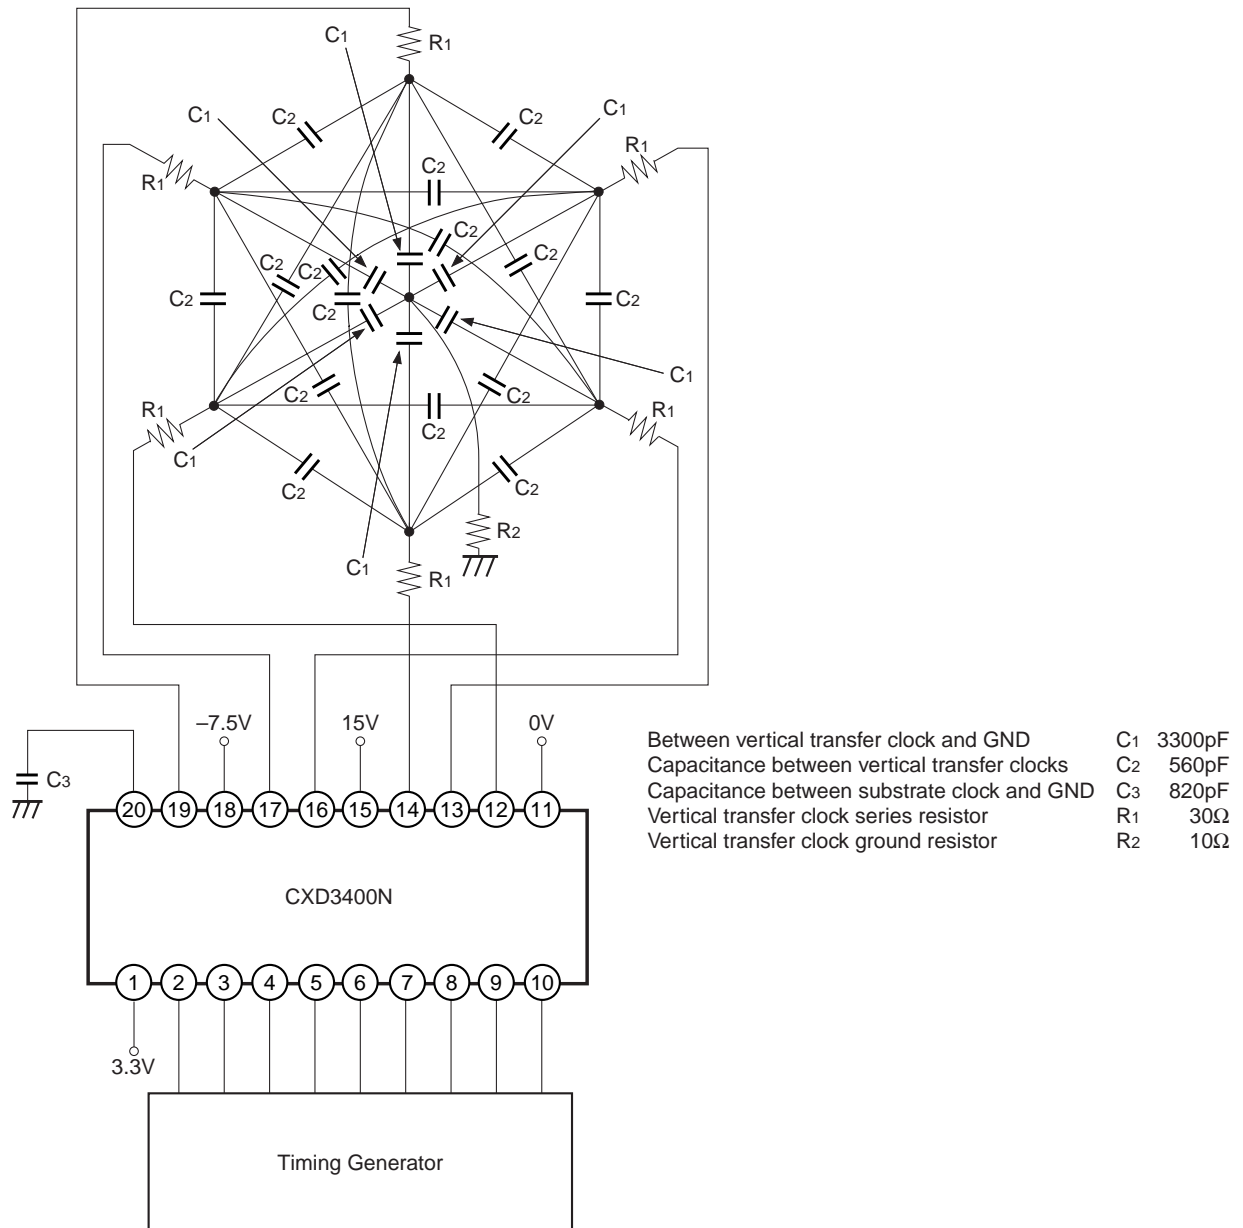 C1
R1
C1
C2
C2
C1
R1
R1
C2
C2
C2
C2
C2
C2
C2
C2
C2
C1
C2
C2
C2
R1
R1
C1
C2
C2
R2
C1
R1
–7.5V
15V
0V
C3
20 19 18 17 16 15 14 13 12 11
CXD3400N
1 2 3 4 5 6 7 8 9 10
3.3V
Timing Generator
Between vertical transfer clock and GND C1 3300pF
Capacitance between vertical transfer clocks C2 560pF
Capacitance between substrate clock and GND C3 820pF
Vertical transfer clock series resistor R1 30Ω
Vertical transfer clock ground resistor R2 10Ω